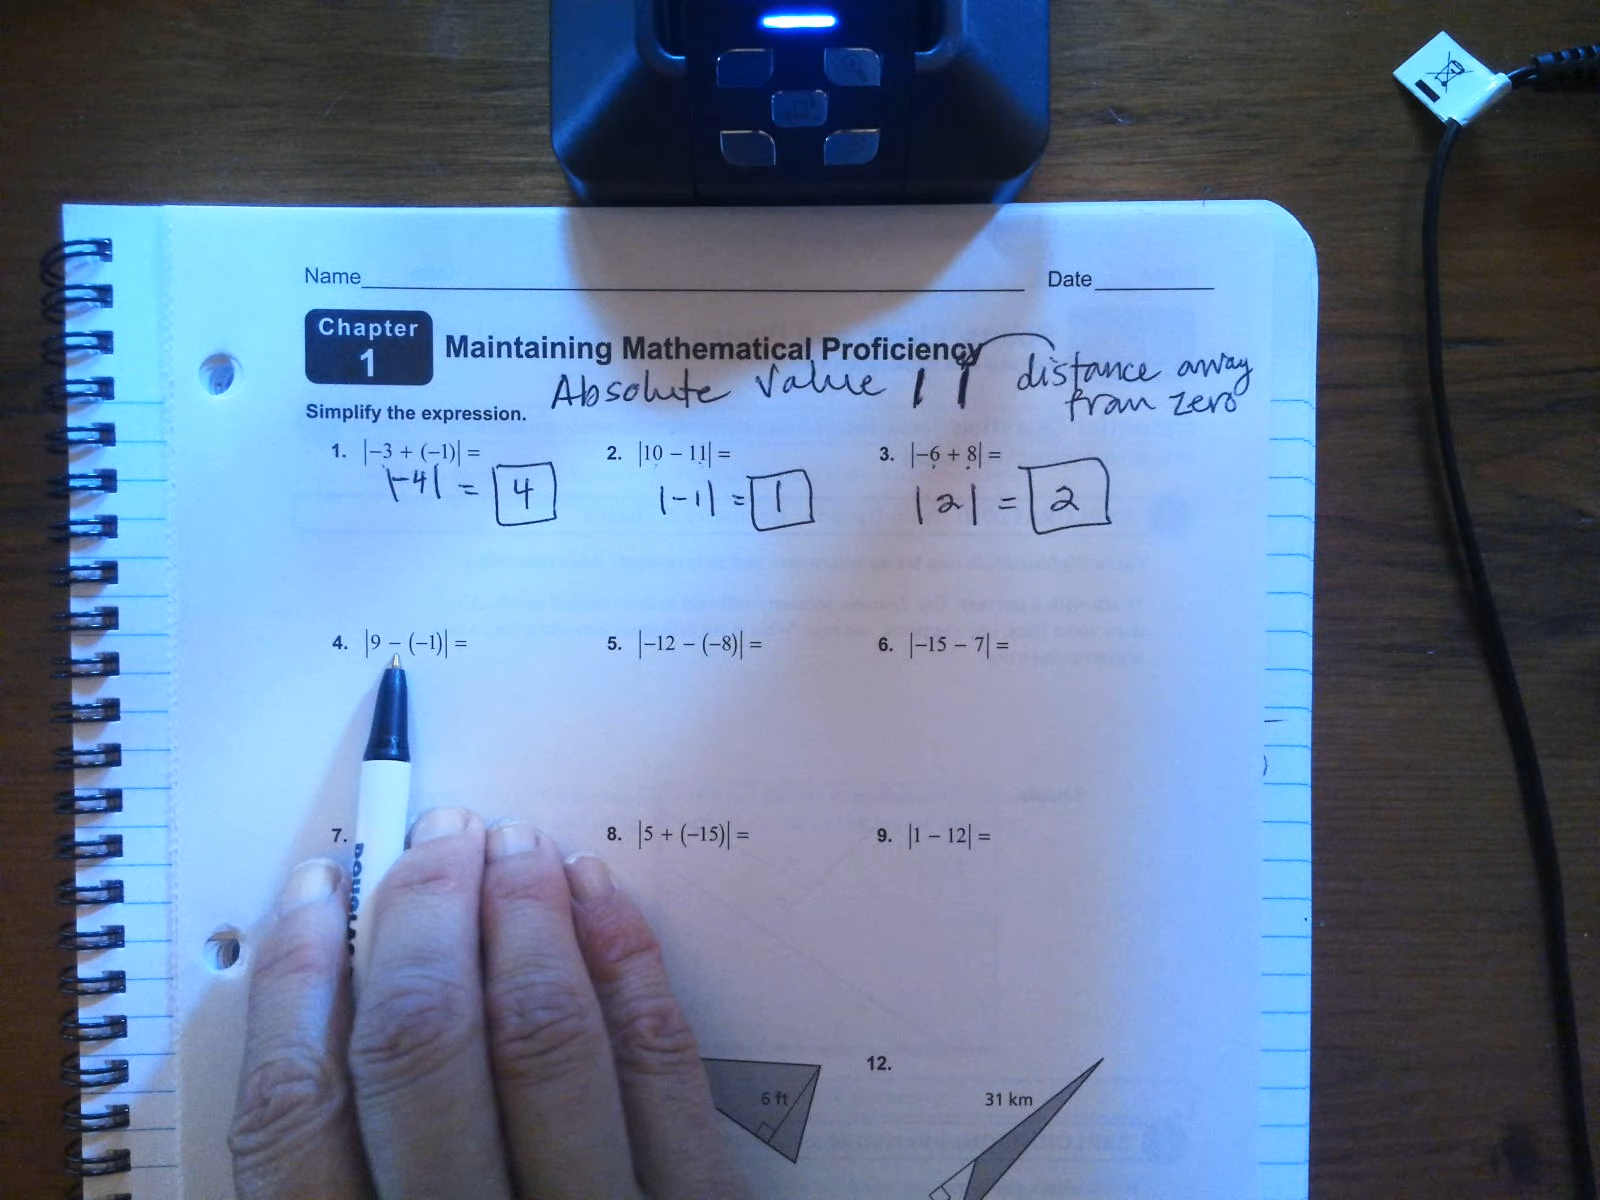 Name Date
Chapter
1
Maintaining Mathematical Proficiency
Absolute Value | | distance away
from zero
Simplify the expression.
1. |−3 + (−1)| = 2. |10 − 11| = 3. |−6 + 8| =
|-4| = 4 |-1| = 1 |2| = 2
4. |9 − (−1)| = 5. |−12 − (−8)| = 6. |−15 − 7| =
7. 8. |5 + (−15)| = 9. |1 − 12| =
12.
6 ft 31 km